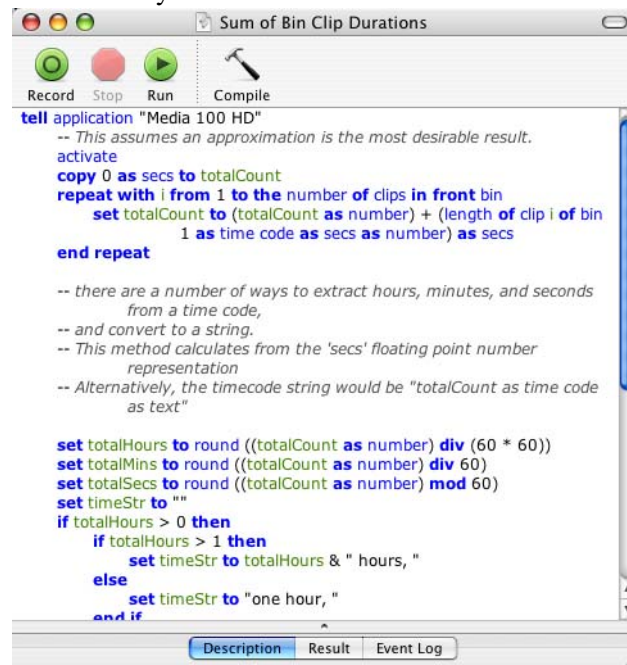 Sum of Bin Clip Durations
Record Stop Run Compile
tell application "Media 100 HD"
-- This assumes an approximation is the most desirable result.
activate
copy 0 as secs to totalCount
repeat with i from 1 to the number of clips in front bin
set totalCount to (totalCount as number) + (length of clip i of bin
1 as time code as secs as number) as secs
end repeat
-- there are a number of ways to extract hours, minutes, and seconds
from a time code,
-- and convert to a string.
-- This method calculates from the 'secs' floating point number
representation
-- Alternatively, the timecode string would be "totalCount as time code
as text"
set totalHours to round ((totalCount as number) div (60 * 60))
set totalMins to round ((totalCount as number) div 60)
set totalSecs to round ((totalCount as number) mod 60)
set timeStr to ""
if totalHours > 0 then
if totalHours > 1 then
set timeStr to totalHours & " hours, "
else
set timeStr to "one hour, "
end if
Description Result Event Log